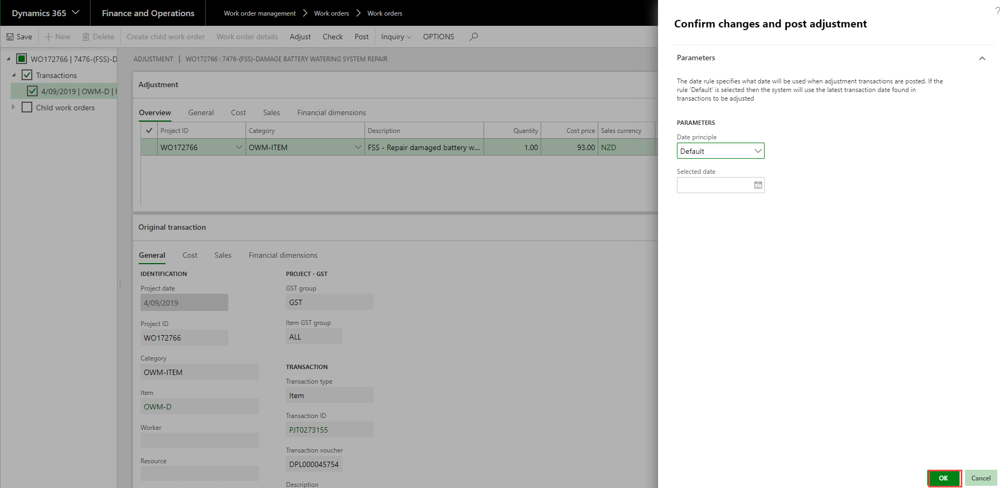 Dynamics 365
Finance and Operations
Work order management > Work orders > Work orders
?
Save
New
Delete
Create child work order
Work order details
Adjust
Check
Post
Inquiry
OPTIONS
WO172766 | 7476-(FSS)-D
Transactions
4/09/2019 | OWM-D |
Child work orders
ADJUSTMENT | WO172766 : 7476-(FSS)-DAMAGE BATTERY WATERING SYSTEM REPAIR
Adjustment
Overview General Cost Sales Financial dimensions
Project ID Category Description Quantity Cost price Sales currency
WO172766 OWM-ITEM FSS - Repair damaged battery w... 1.00 93.00 NZD
Original transaction
General Cost Sales Financial dimensions
IDENTIFICATION
Project date
4/09/2019
Project ID
WO172766
Category
OWM-ITEM
Item
OWM-D
Worker
Resource
PROJECT - GST
GST group
GST
Item GST group
ALL
TRANSACTION
Transaction type
Item
Transaction ID
PJT0273155
Transaction voucher
DPL000045754
Description
Confirm changes and post adjustment
Parameters
The date rule specifies what date will be used when adjustment transactions are posted. If the
rule 'Default' is selected then the system will use the latest transaction date found in
transactions to be adjusted
PARAMETERS
Date principle
Default
Selected date
OK
Cancel